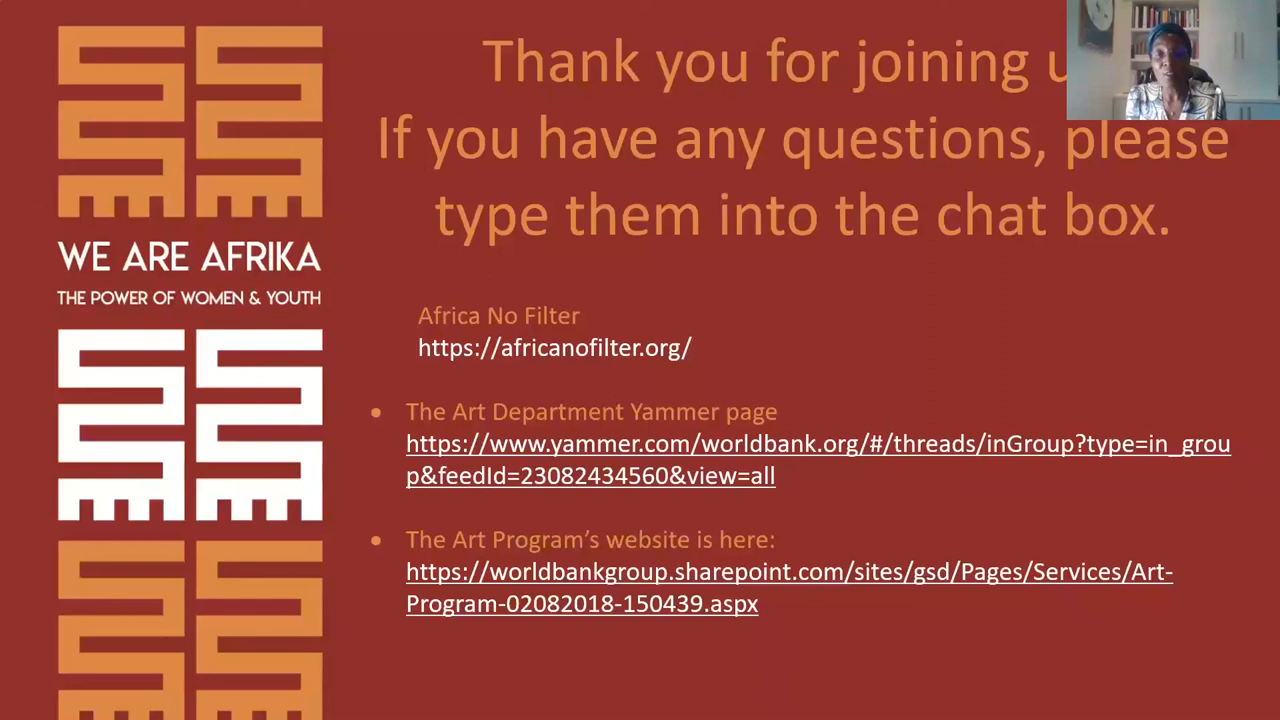 Thank you for joining u
If you have any questions, please
type them into the chat box.
WE ARE AFRIKA
THE POWER OF WOMEN & YOUTH
Africa No Filter
https://africanofilter.org/
• The Art Department Yammer page
https://www.yammer.com/worldbank.org/#/threads/inGroup?type=in_grou
p&feedId=23082434560&view=all
• The Art Program’s website is here:
https://worldbankgroup.sharepoint.com/sites/gsd/Pages/Services/Art-
Program-02082018-150439.aspx